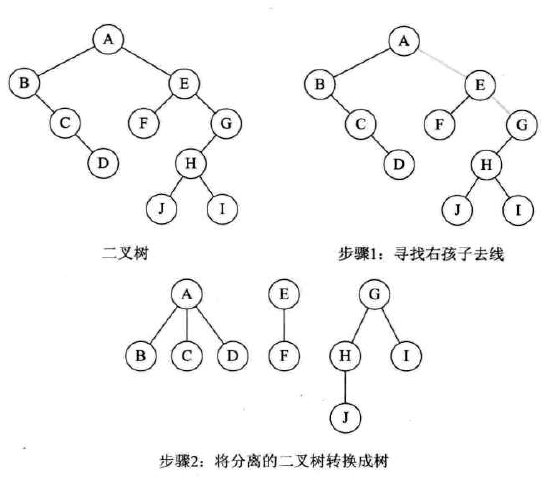 A A
B E B E
C F G C F G
D H D H
J I J I
二叉树 步骤1：寻找右孩子去线
A E G
B C D F H I
J
步骤2：将分离的二叉树转换成树